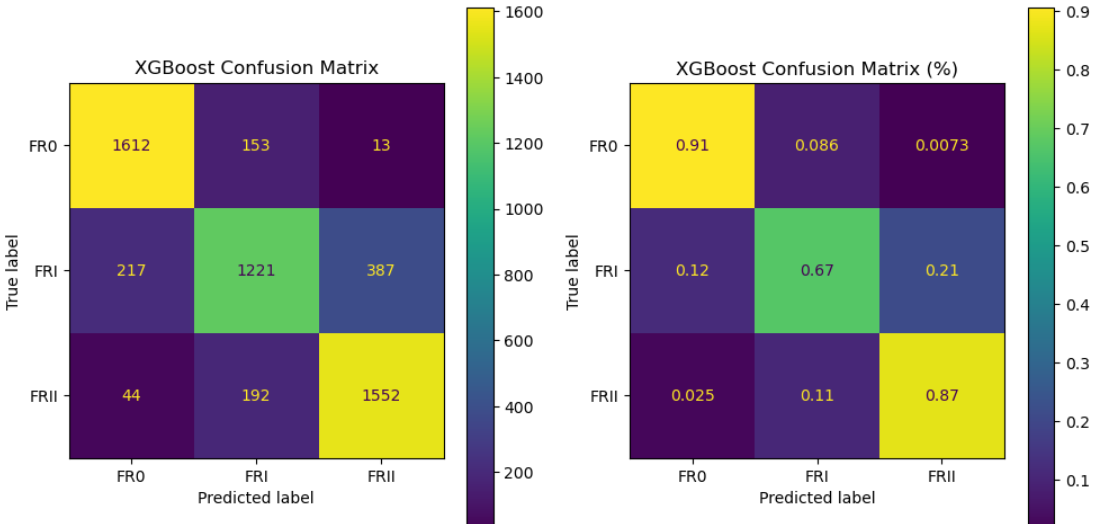 XGBoost Confusion Matrix
FR0 1612 153 13
FRI 217 1221 387
FRII 44 192 1552
FR0 FRI FRII
Predicted label
True label
1600
1400
1200
1000
800
600
400
200
XGBoost Confusion Matrix (%)
FR0 0.91 0.086 0.0073
FRI 0.12 0.67 0.21
FRII 0.025 0.11 0.87
FR0 FRI FRII
Predicted label
True label
0.9
0.8
0.7
0.6
0.5
0.4
0.3
0.2
0.1